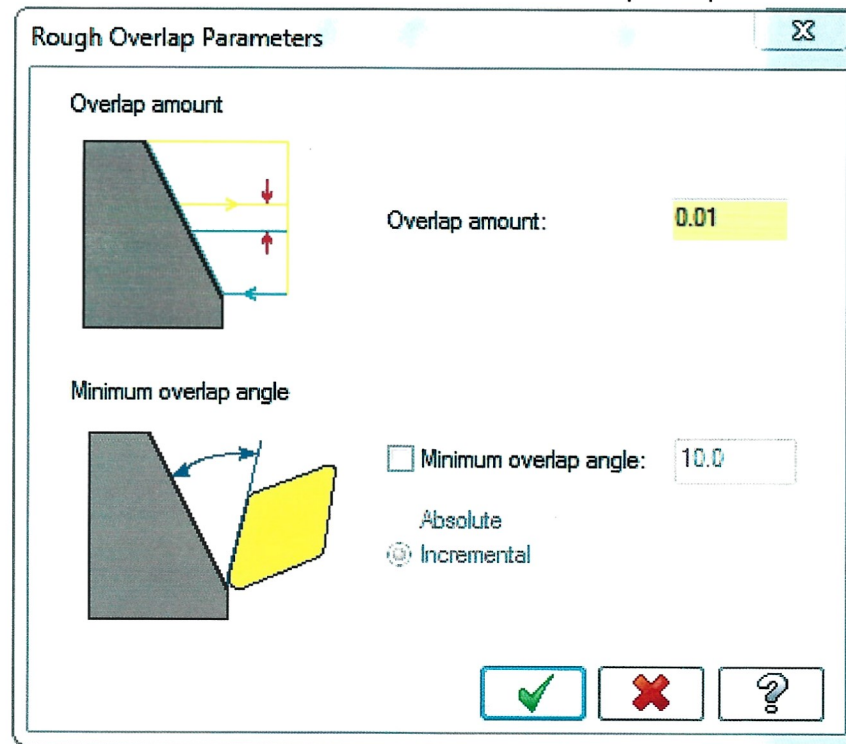 Rough Overlap Parameters
Overlap amount
Overlap amount: 0.01
Minimum overlap angle
Minimum overlap angle: 10.0
Absolute
Incremental